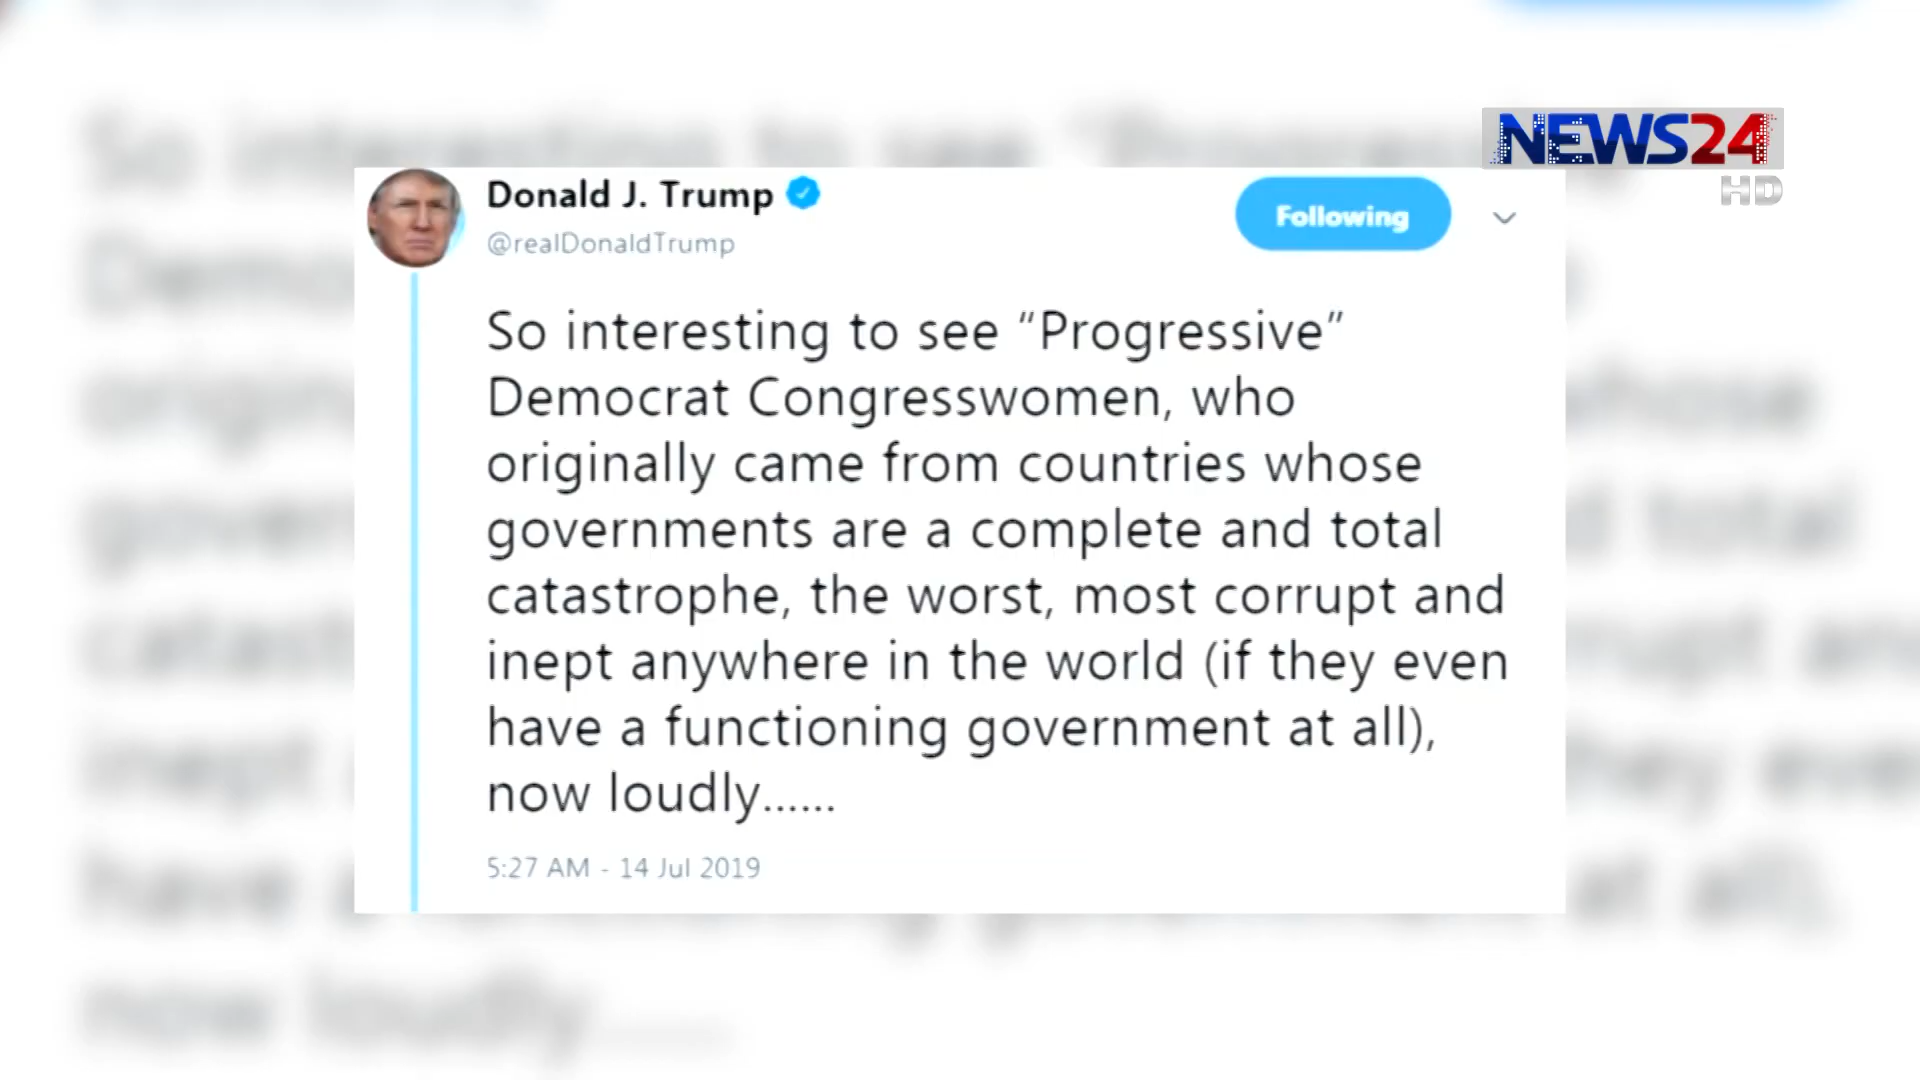 NEWS24
HD
Donald J. Trump
@realDonaldTrump
Following
So interesting to see “Progressive”
Democrat Congresswomen, who
originally came from countries whose
governments are a complete and total
catastrophe, the worst, most corrupt and
inept anywhere in the world (if they even
have a functioning government at all),
now loudly......
5:27 AM - 14 Jul 2019